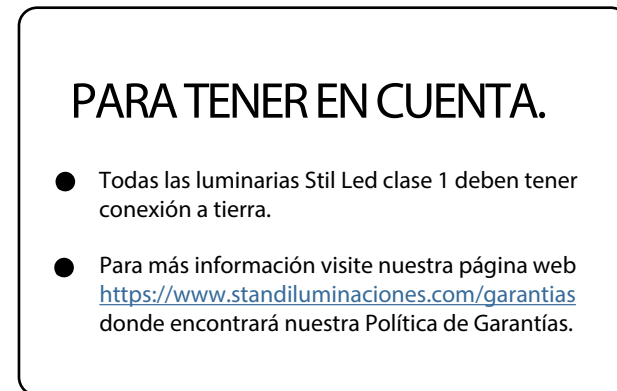 PARA TENER EN CUENTA.
● Todas las luminarias Stil Led clase 1 deben tener
conexión a tierra.
● Para más información visite nuestra página web
https://www.standiluminaciones.com/garantias
donde encontrará nuestra Política de Garantías.